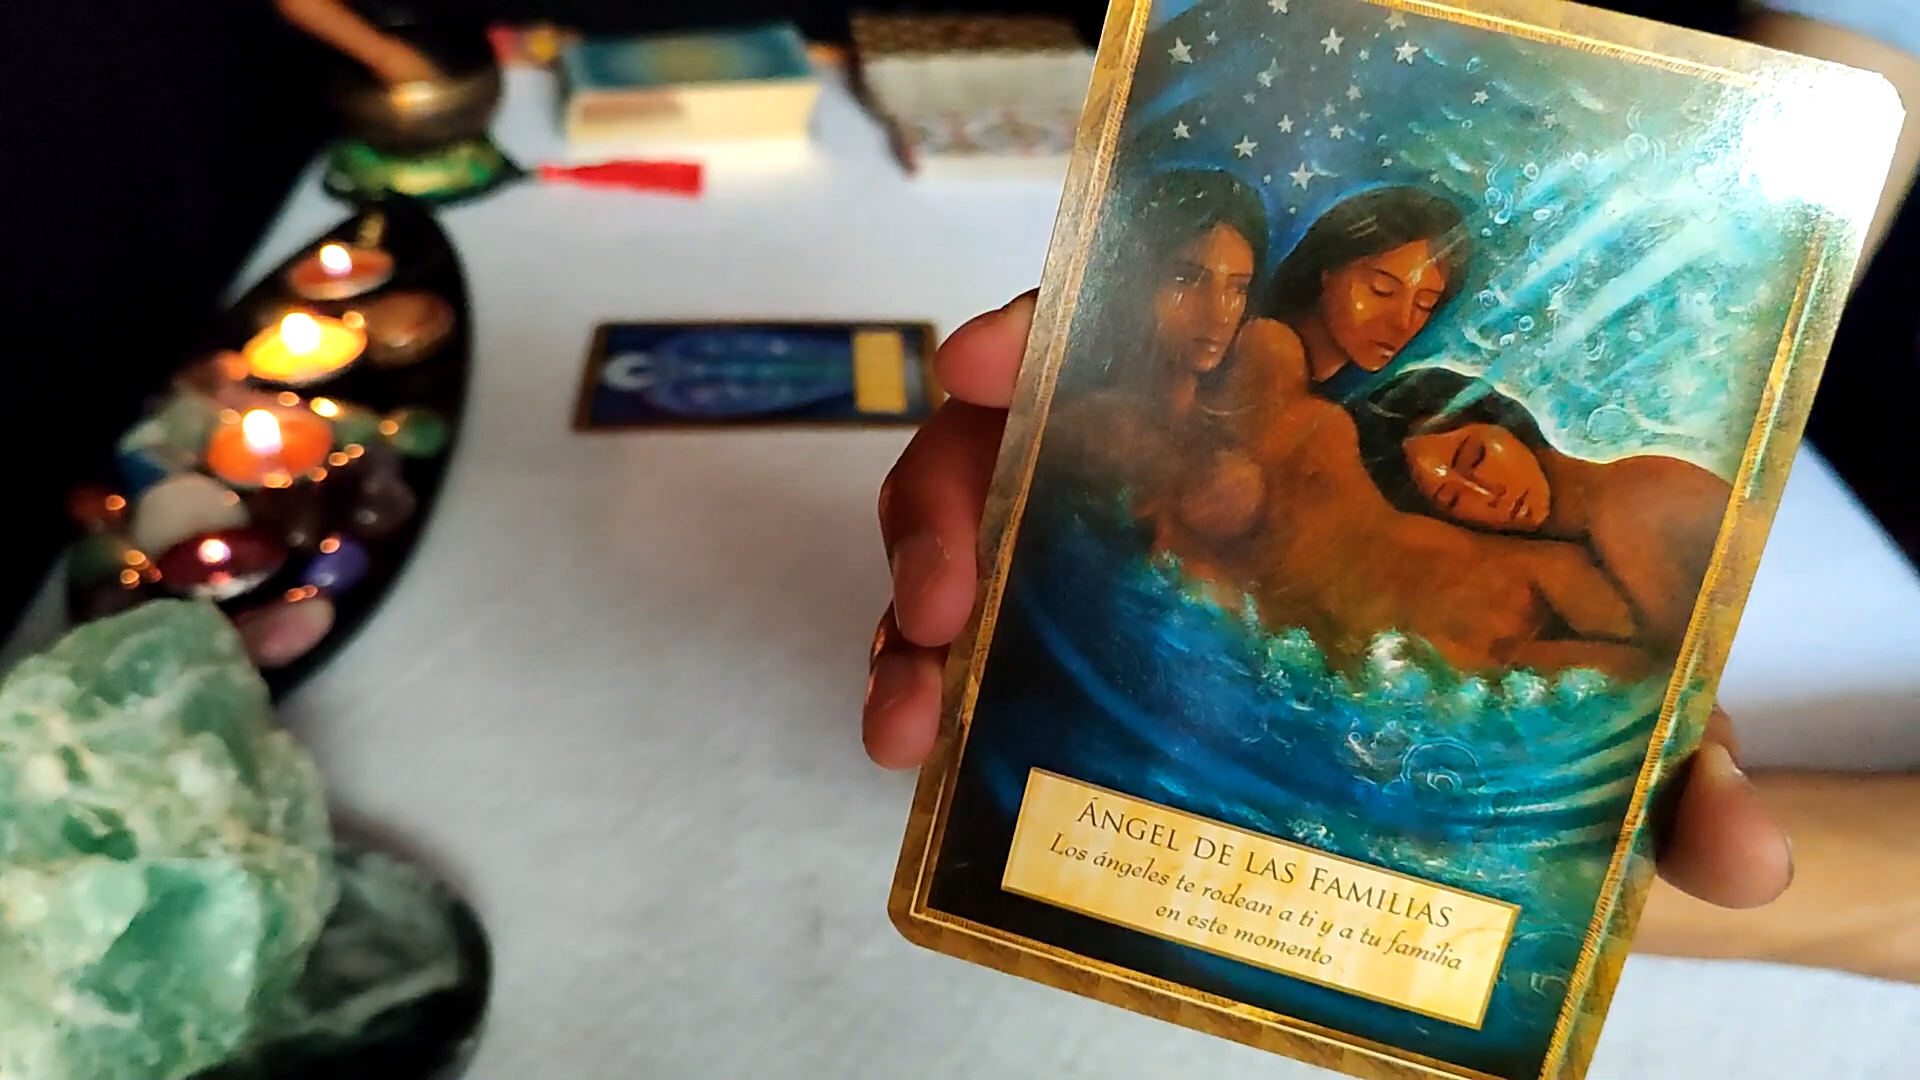 ÁNGEL DE LAS FAMILIAS
Los ángeles te rodean a ti y a tu familia
en este momento